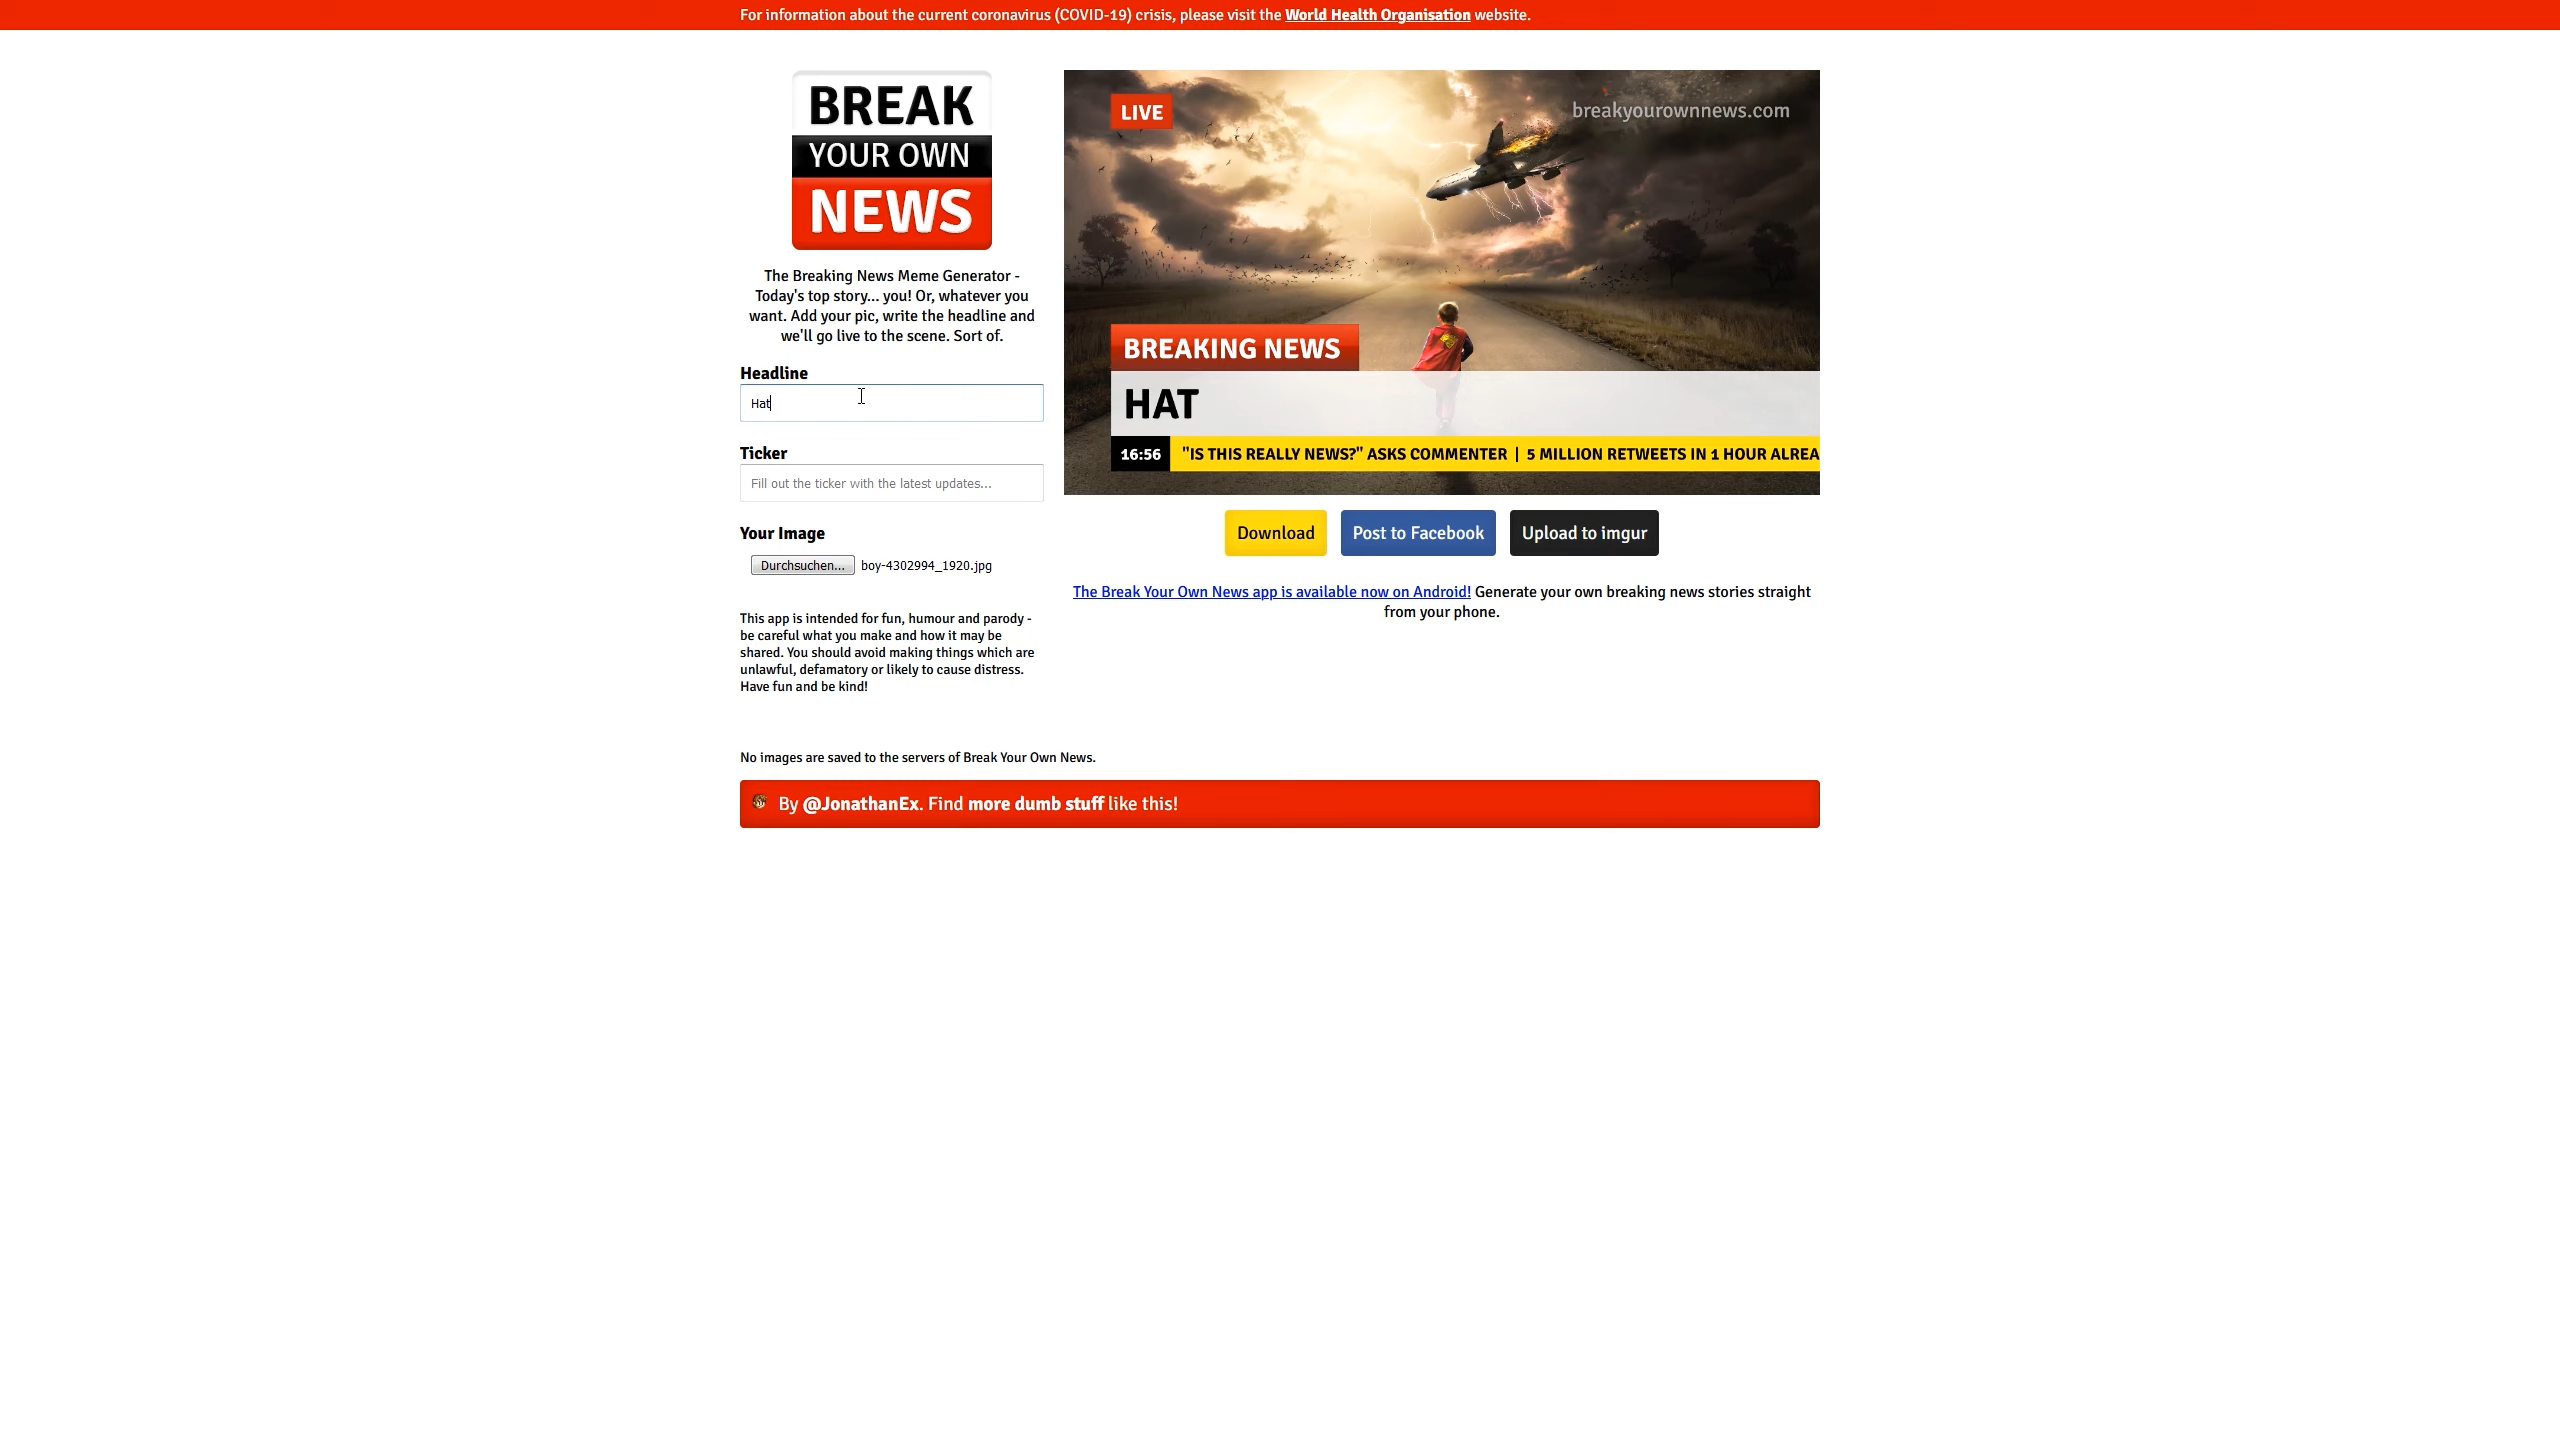 For information about the current coronavirus (COVID-19) crisis, please visit the World Health Organisation website.
BREAK
YOUR OWN
NEWS
The Breaking News Meme Generator -
Today's top story... you! Or, whatever you
want. Add your pic, write the headline and
we'll go live to the scene. Sort of.
Headline
Hat
Ticker
Fill out the ticker with the latest updates...
Your Image
Durchsuchen... boy-4302994_1920.jpg
This app is intended for fun, humour and parody -
be careful what you make and how it may be
shared. You should avoid making things which are
unlawful, defamatory or likely to cause distress.
Have fun and be kind!
LIVE
breakyourownnews.com
BREAKING NEWS
HAT
16:56 "IS THIS REALLY NEWS?" ASKS COMMENTER | 5 MILLION RETWEETS IN 1 HOUR ALREA
Download Post to Facebook Upload to imgur
The Break Your Own News app is available now on Android! Generate your own breaking news stories straight
from your phone.
No images are saved to the servers of Break Your Own News.
By @JonathanEx. Find more dumb stuff like this!